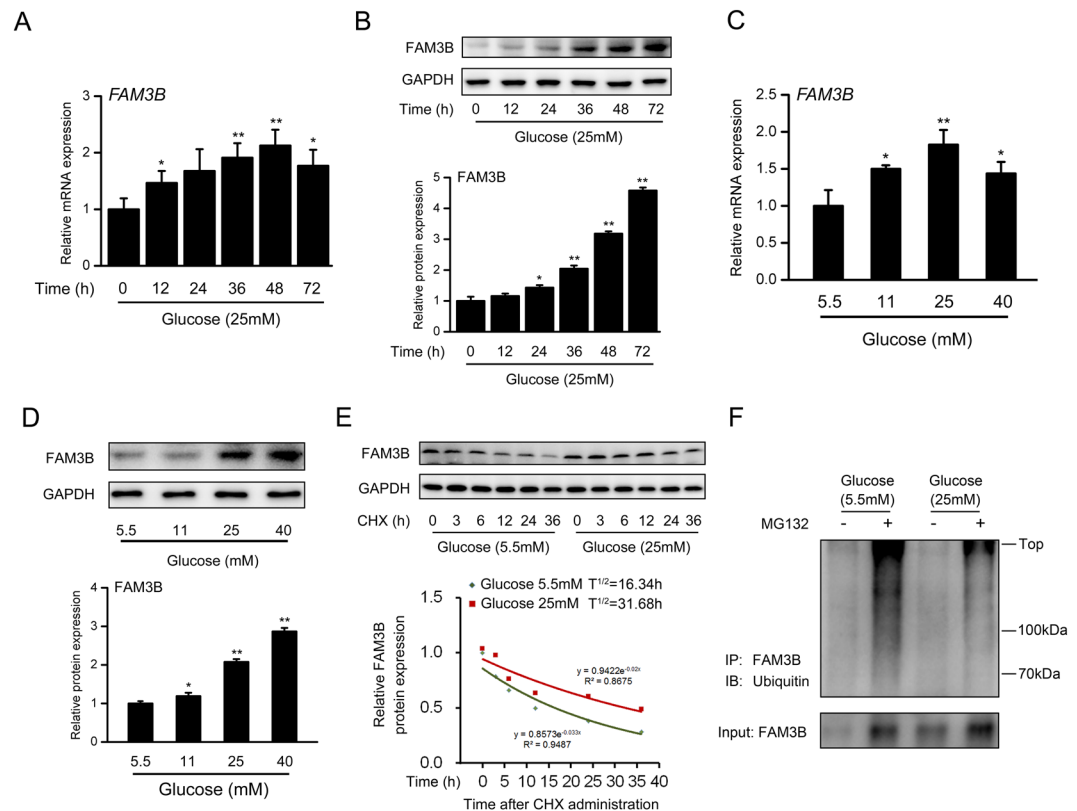 A
FAM3B
Relative mRNA expression
3
2
1
0
* ** ** *
Time (h) 0 12 24 36 48 72
Glucose (25mM)
B
FAM3B
GAPDH
Time (h) 0 12 24 36 48 72
Glucose (25mM)
FAM3B
Relative protein expression
5
4
3
2
1
0
* ** ** **
Time (h) 0 12 24 36 48 72
Glucose (25mM)
C
FAM3B
Relative mRNA expression
2.5
2.0
1.5
1.0
0.5
0.0
* ** *
5.5 11 25 40
Glucose (mM)
D
FAM3B
GAPDH
5.5 11 25 40
Glucose (mM)
FAM3B
Relative protein expression
4
3
2
1
0
* ** **
5.5 11 25 40
Glucose (mM)
E
FAM3B
GAPDH
CHX (h) 0 3 6 12 24 36 0 3 6 12 24 36
Glucose (5.5mM) Glucose (25mM)
Glucose 5.5mM T1/2=16.34h
Glucose 25mM T1/2=31.68h
Relative FAM3B
protein expression
1.5
1.0
0.5
0.0
y = 0.9422e-0.02x
R² = 0.8675
y = 0.8573e-0.033x
R² = 0.9487
Time (h) 0 5 10 15 20 25 30 35 40
Time after CHX administration
F
Glucose Glucose
(5.5mM) (25mM)
MG132 - + - +
Top
100kDa
70kDa
IP: FAM3B
IB: Ubiquitin
Input: FAM3B